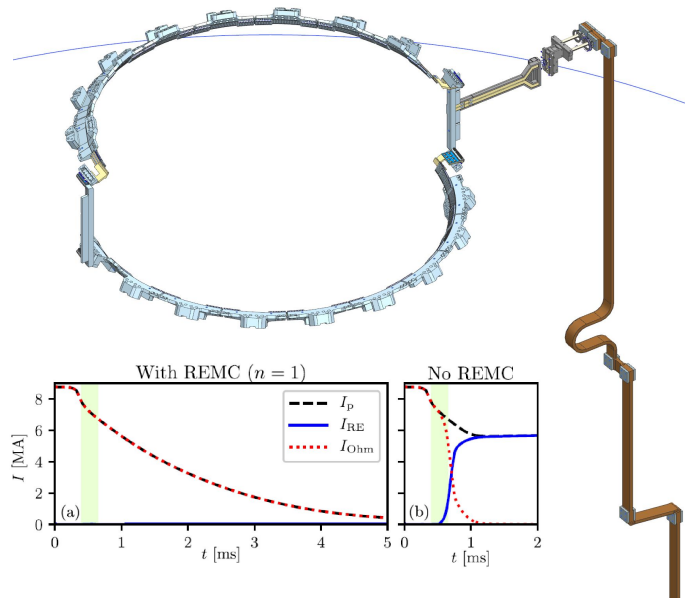 With REMC (n = 1)
No REMC
I [MA]
8
6
4
2
0
I_p
I_RE
I_Ohm
(a)
(b)
0
1
2
3
4
5
0
1
2
t [ms]
t [ms]